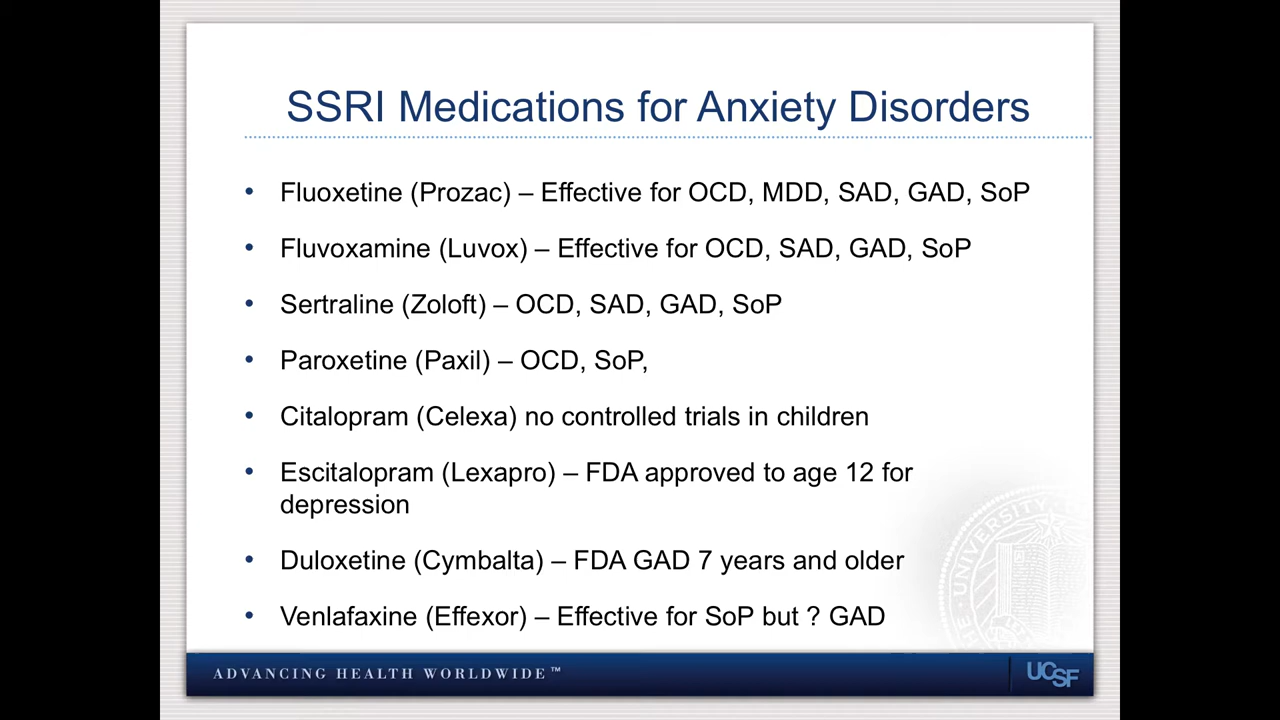 SSRI Medications for Anxiety Disorders
• Fluoxetine (Prozac) – Effective for OCD, MDD, SAD, GAD, SoP
• Fluvoxamine (Luvox) – Effective for OCD, SAD, GAD, SoP
• Sertraline (Zoloft) – OCD, SAD, GAD, SoP
• Paroxetine (Paxil) – OCD, SoP,
• Citalopram (Celexa) no controlled trials in children
• Escitalopram (Lexapro) – FDA approved to age 12 for
depression
• Duloxetine (Cymbalta) – FDA GAD 7 years and older
• Venlafaxine (Effexor) – Effective for SoP but ? GAD
ADVANCING HEALTH WORLDWIDE™
UCSF